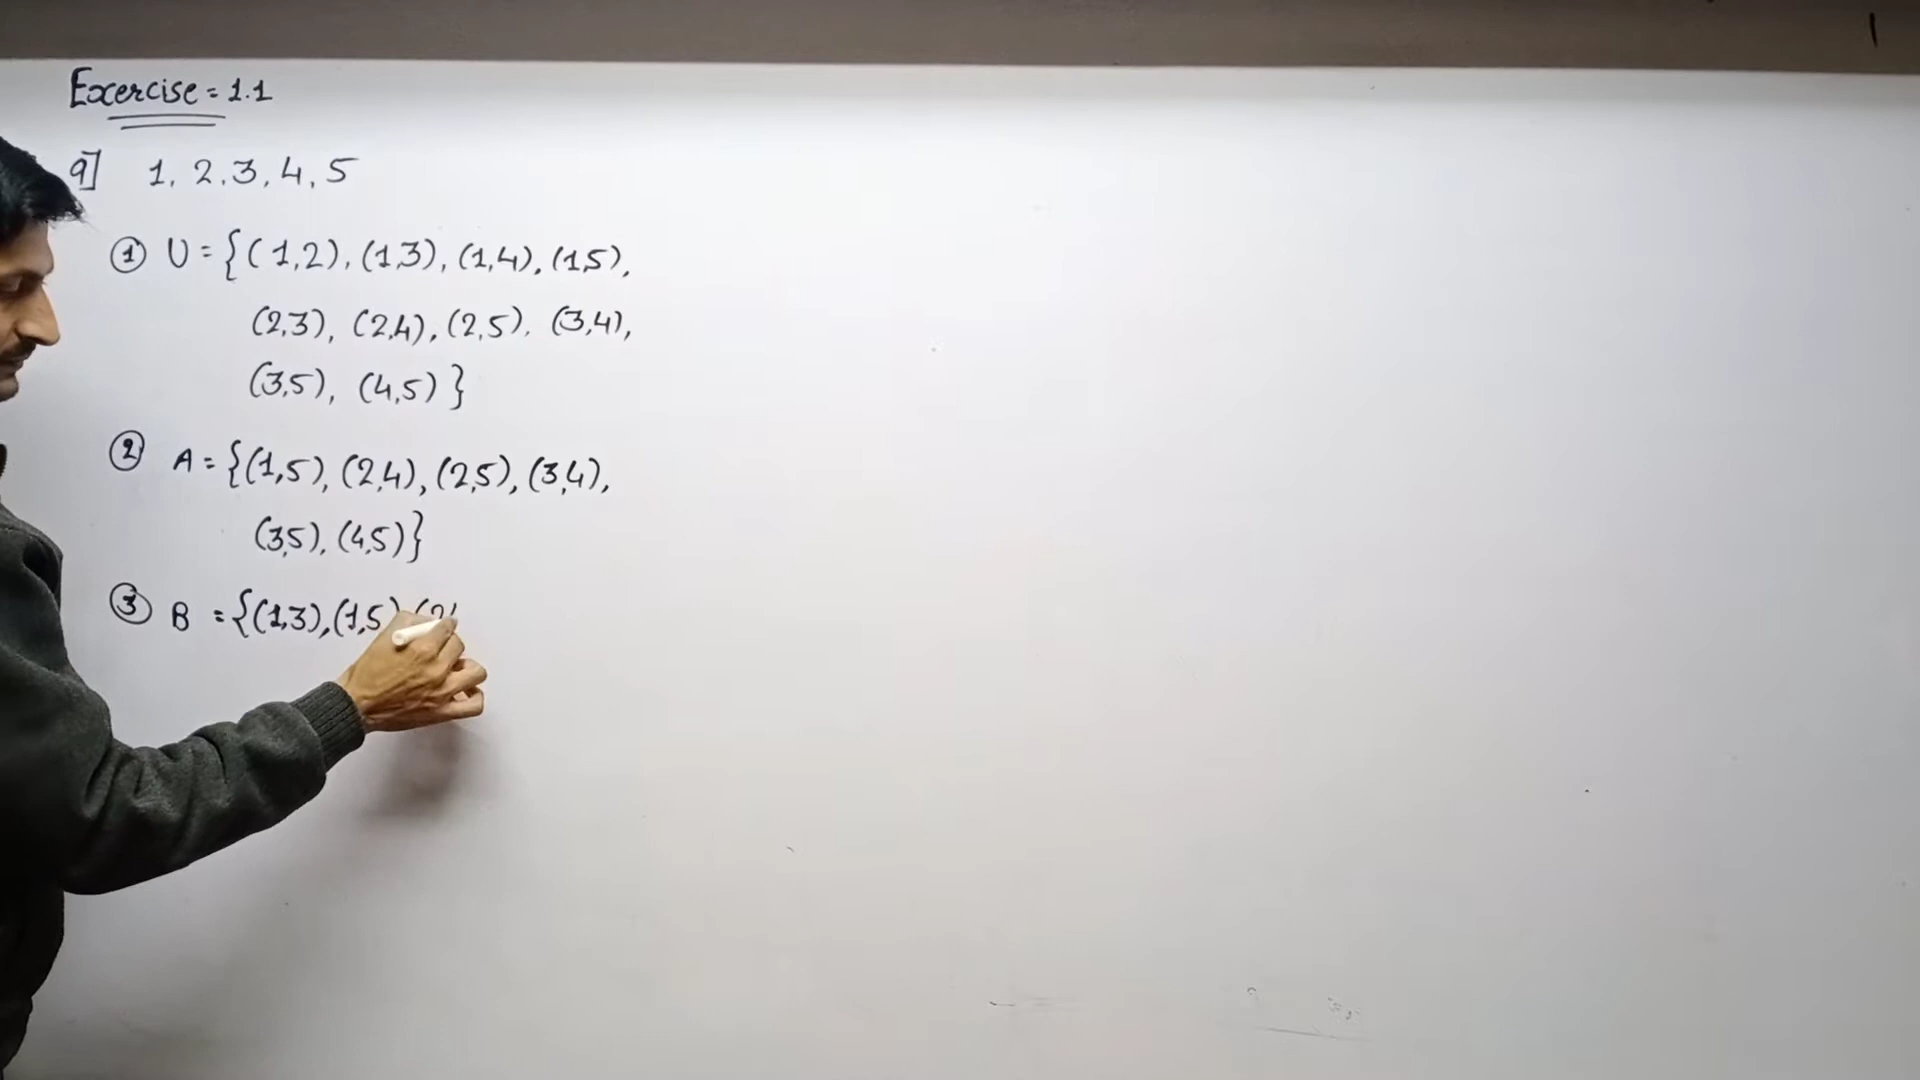 Excercise = 1.1
9] 1, 2, 3, 4, 5
① U = {(1,2), (1,3), (1,4), (1,5),
(2,3), (2,4), (2,5), (3,4),
(3,5), (4,5)}
② A = {(1,5), (2,4), (2,5), (3,4),
(3,5), (4,5)}
③ B = {(1,3), (1,5)